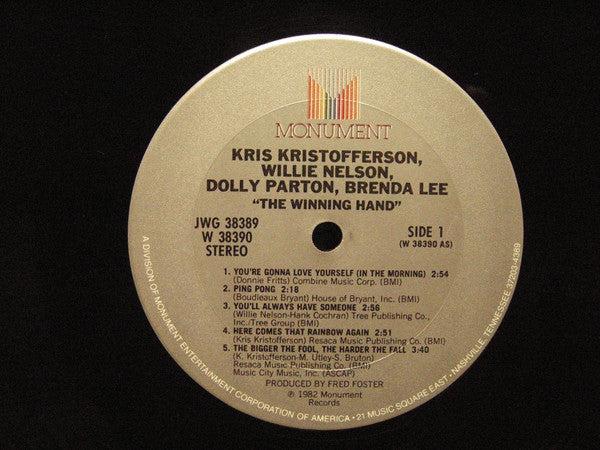 MONUMENT
KRIS KRISTOFFERSON,
WILLIE NELSON,
DOLLY PARTON, BRENDA LEE
"THE WINNING HAND"
JWG 38389
W 38390
STEREO
SIDE 1
(W 38390 AS)
1. YOU'RE GONNA LOVE YOURSELF (IN THE MORNING) 2:54
(Donnie Fritts) Combine Music Corp. (BMI)
2. PING PONG 2:18
(Boudleaux Bryant) House of Bryant, Inc. (BMI)
3. YOU'LL ALWAYS HAVE SOMEONE 2:56
(Willie Nelson-Hank Cochran) Tree Publishing Co.,
Inc./Tree Group (BMI)
4. HERE COMES THAT RAINBOW AGAIN 2:51
(Kris Kristofferson) Resaca Music Publishing Co. (BMI)
5. THE BIGGER THE FOOL, THE HARDER THE FALL 3:40
(K. Kristofferson-M. Utley-S. Bruton)
Resaca Music Publishing Co. (BMI)
Music City Music, Inc. (ASCAP)
PRODUCED BY FRED FOSTER
℗ 1982 Monument
Records
A DIVISION OF MONUMENT ENTERTAINMENT CORPORATION OF AMERICA • 21 MUSIC SQUARE EAST • NASHVILLE, TENNESSEE 37203-4369